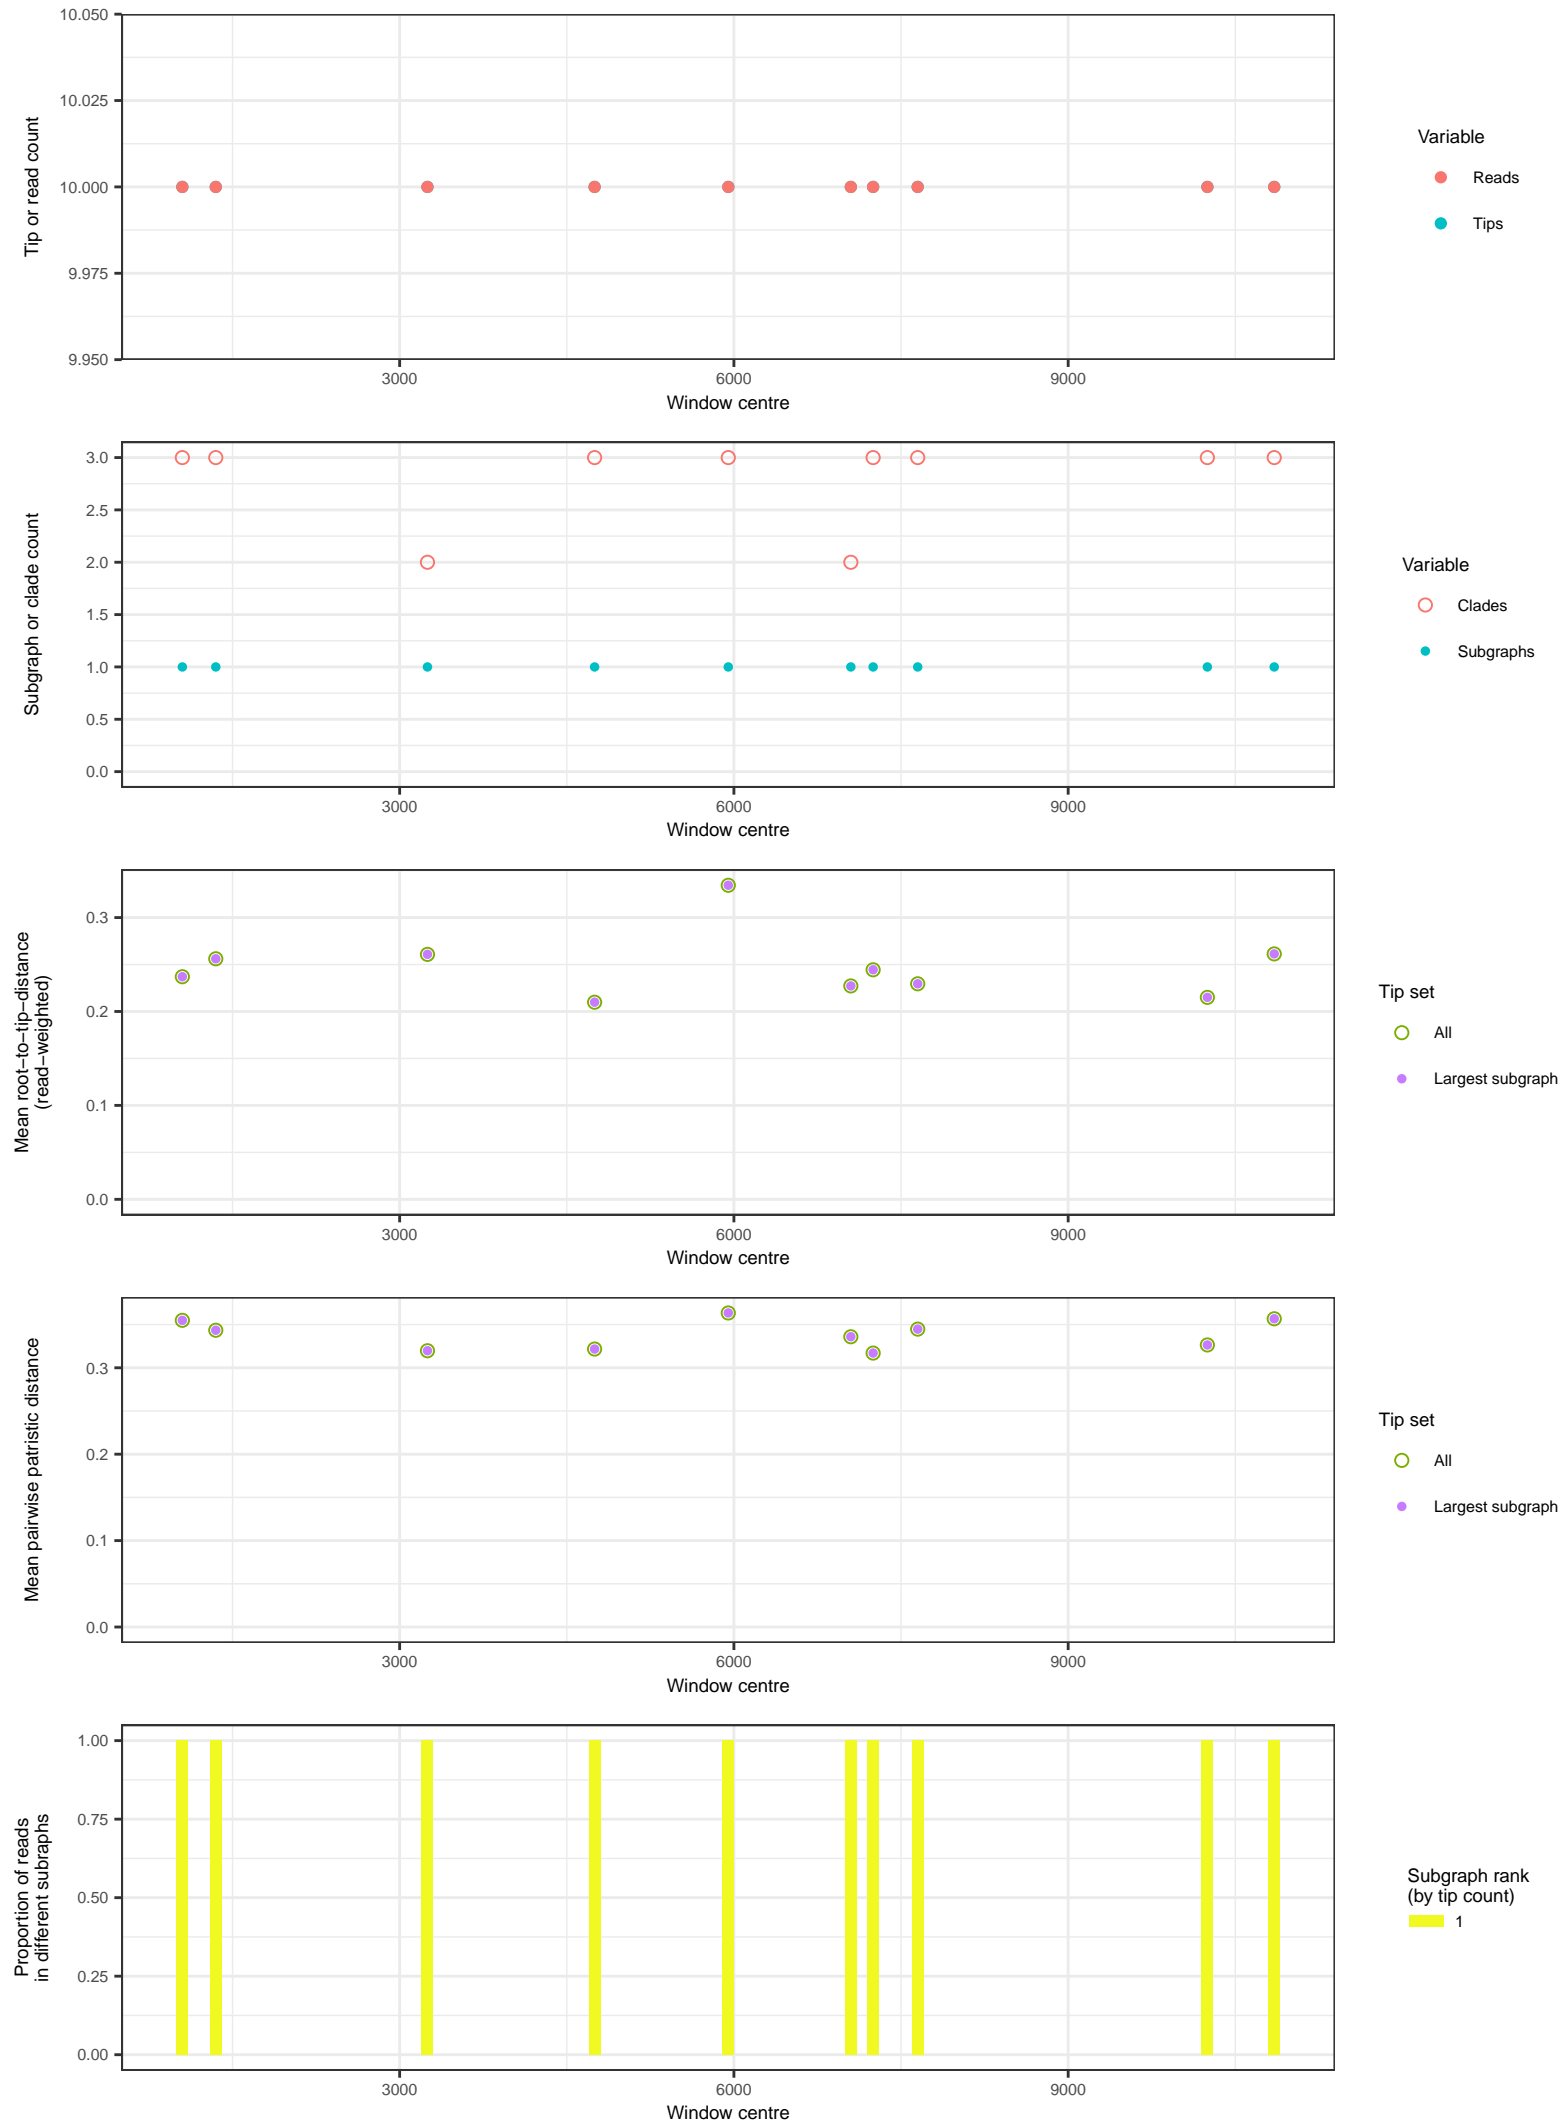 10.050
10.025
10.000
9.975
9.950
Tip or read count
3000
6000
9000
Window centre
Variable
Reads
Tips
3.0
2.5
2.0
1.5
1.0
0.5
0.0
Subgraph or clade count
3000
6000
9000
Window centre
Variable
Clades
Subgraphs
0.3
0.2
0.1
0.0
Mean root−to−tip−distance
(read−weighted)
3000
6000
9000
Window centre
Tip set
All
Largest subgraph
0.3
0.2
0.1
0.0
Mean pairwise patristic distance
3000
6000
9000
Window centre
Tip set
All
Largest subgraph
1.00
0.75
0.50
0.25
0.00
Proportion of reads
in different subraphs
3000
6000
9000
Window centre
Subgraph rank
(by tip count)
1